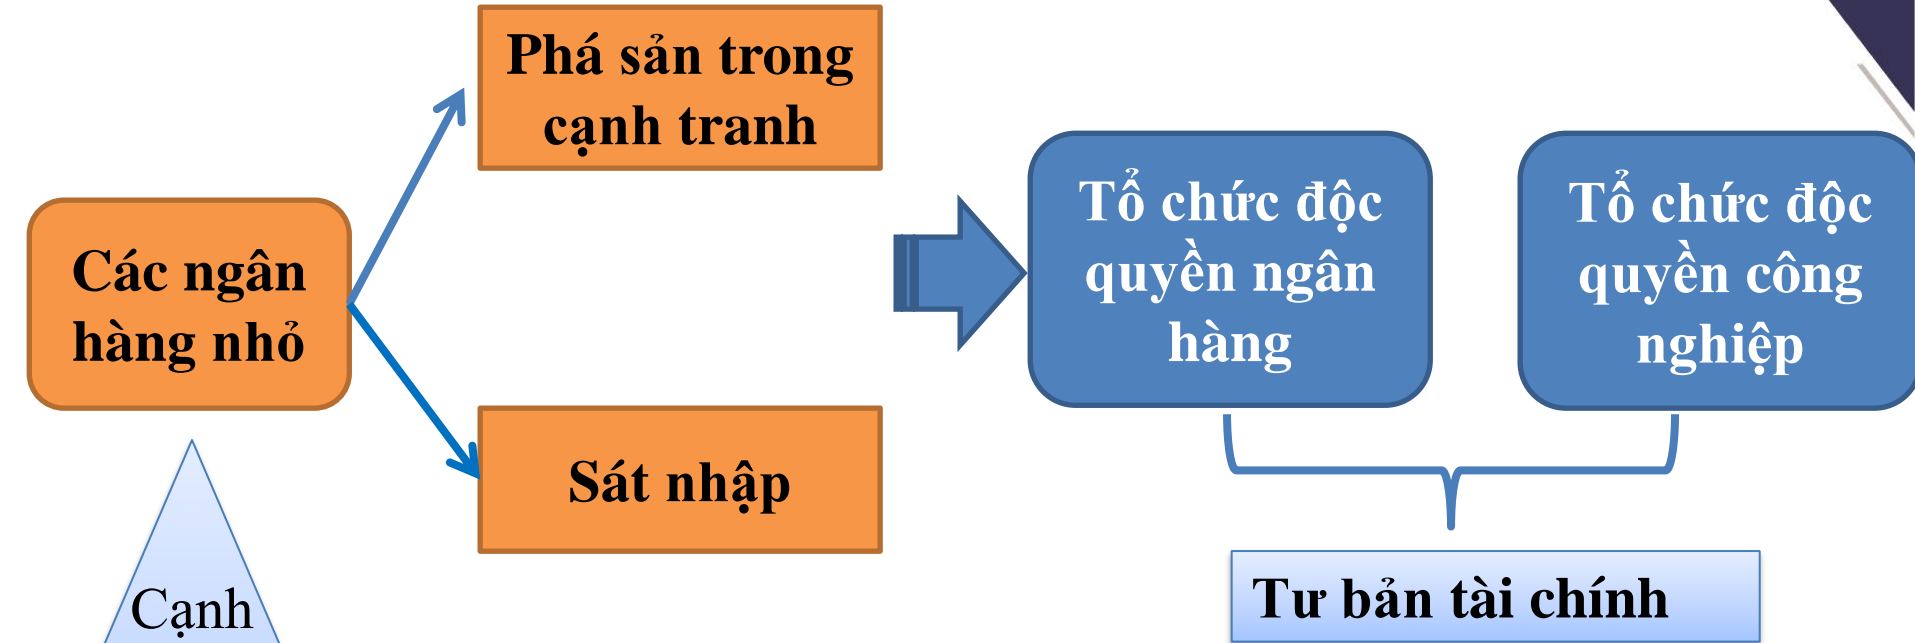 Phá sản trong
cạnh tranh
Các ngân
hàng nhỏ
Sát nhập
Cạnh
Tổ chức độc
quyền ngân
hàng
Tổ chức độc
quyền công
nghiệp
Tư bản tài chính